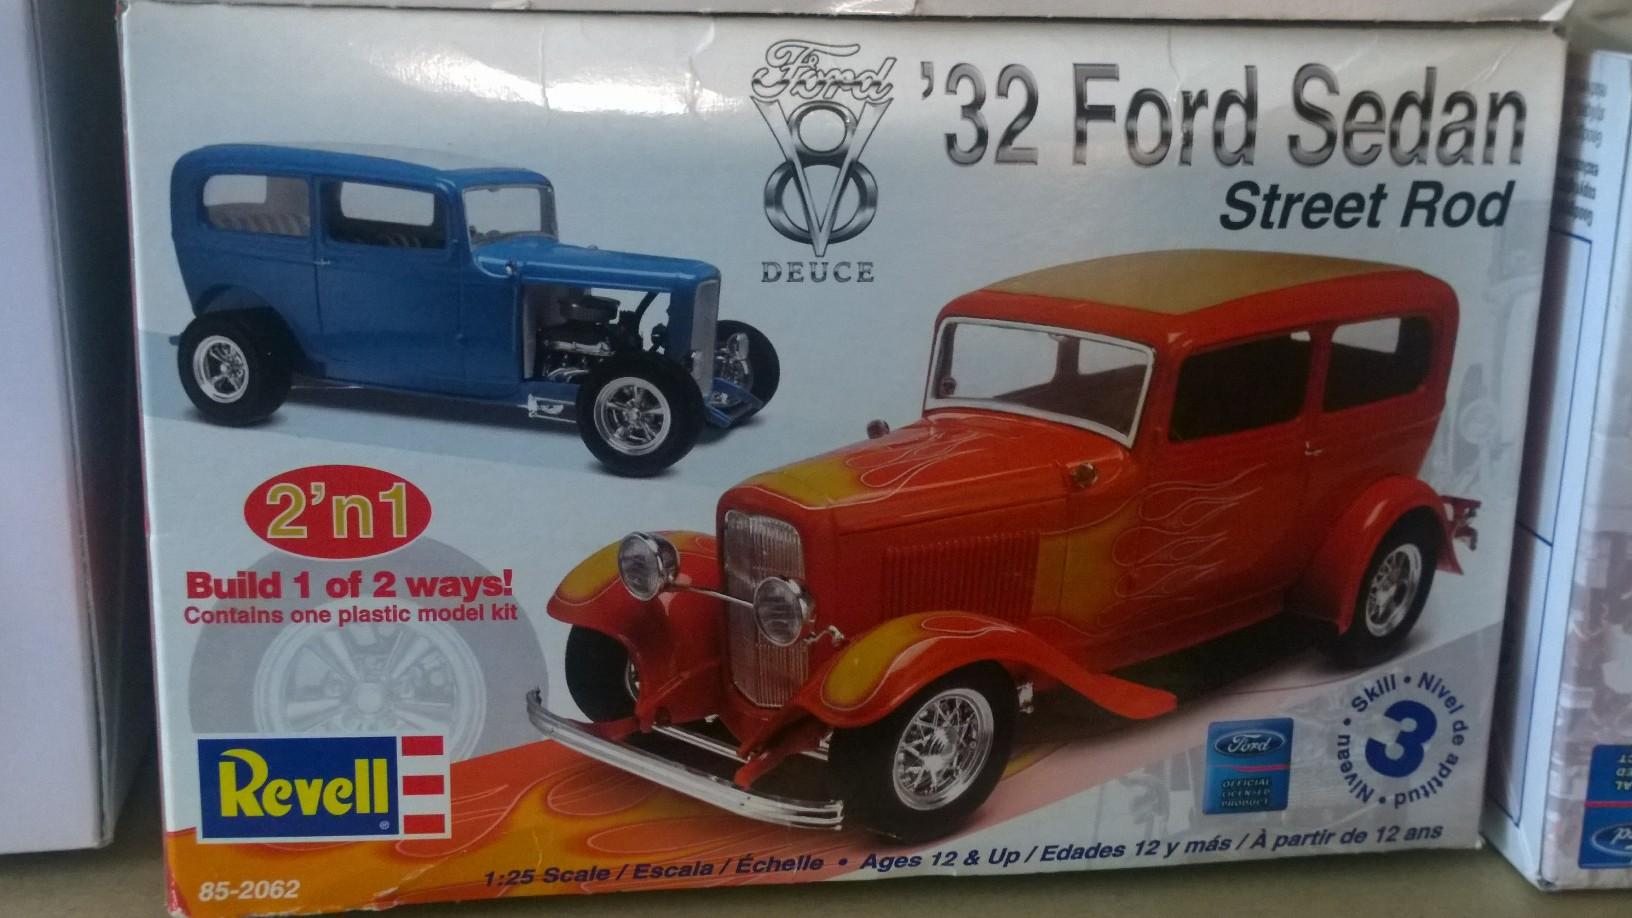 Ford
V8
DEUCE
'32 Ford Sedan
Street Rod
2'n1
Build 1 of 2 ways!
Contains one plastic model kit
Revell®
Ford
OFFICIAL
LICENSED
PRODUCT
3
Skill • Nivel de aptitud • Niveau •
1:25 Scale / Escala / Échelle • Ages 12 & Up / Edades 12 y más / À partir de 12 ans
85-2062